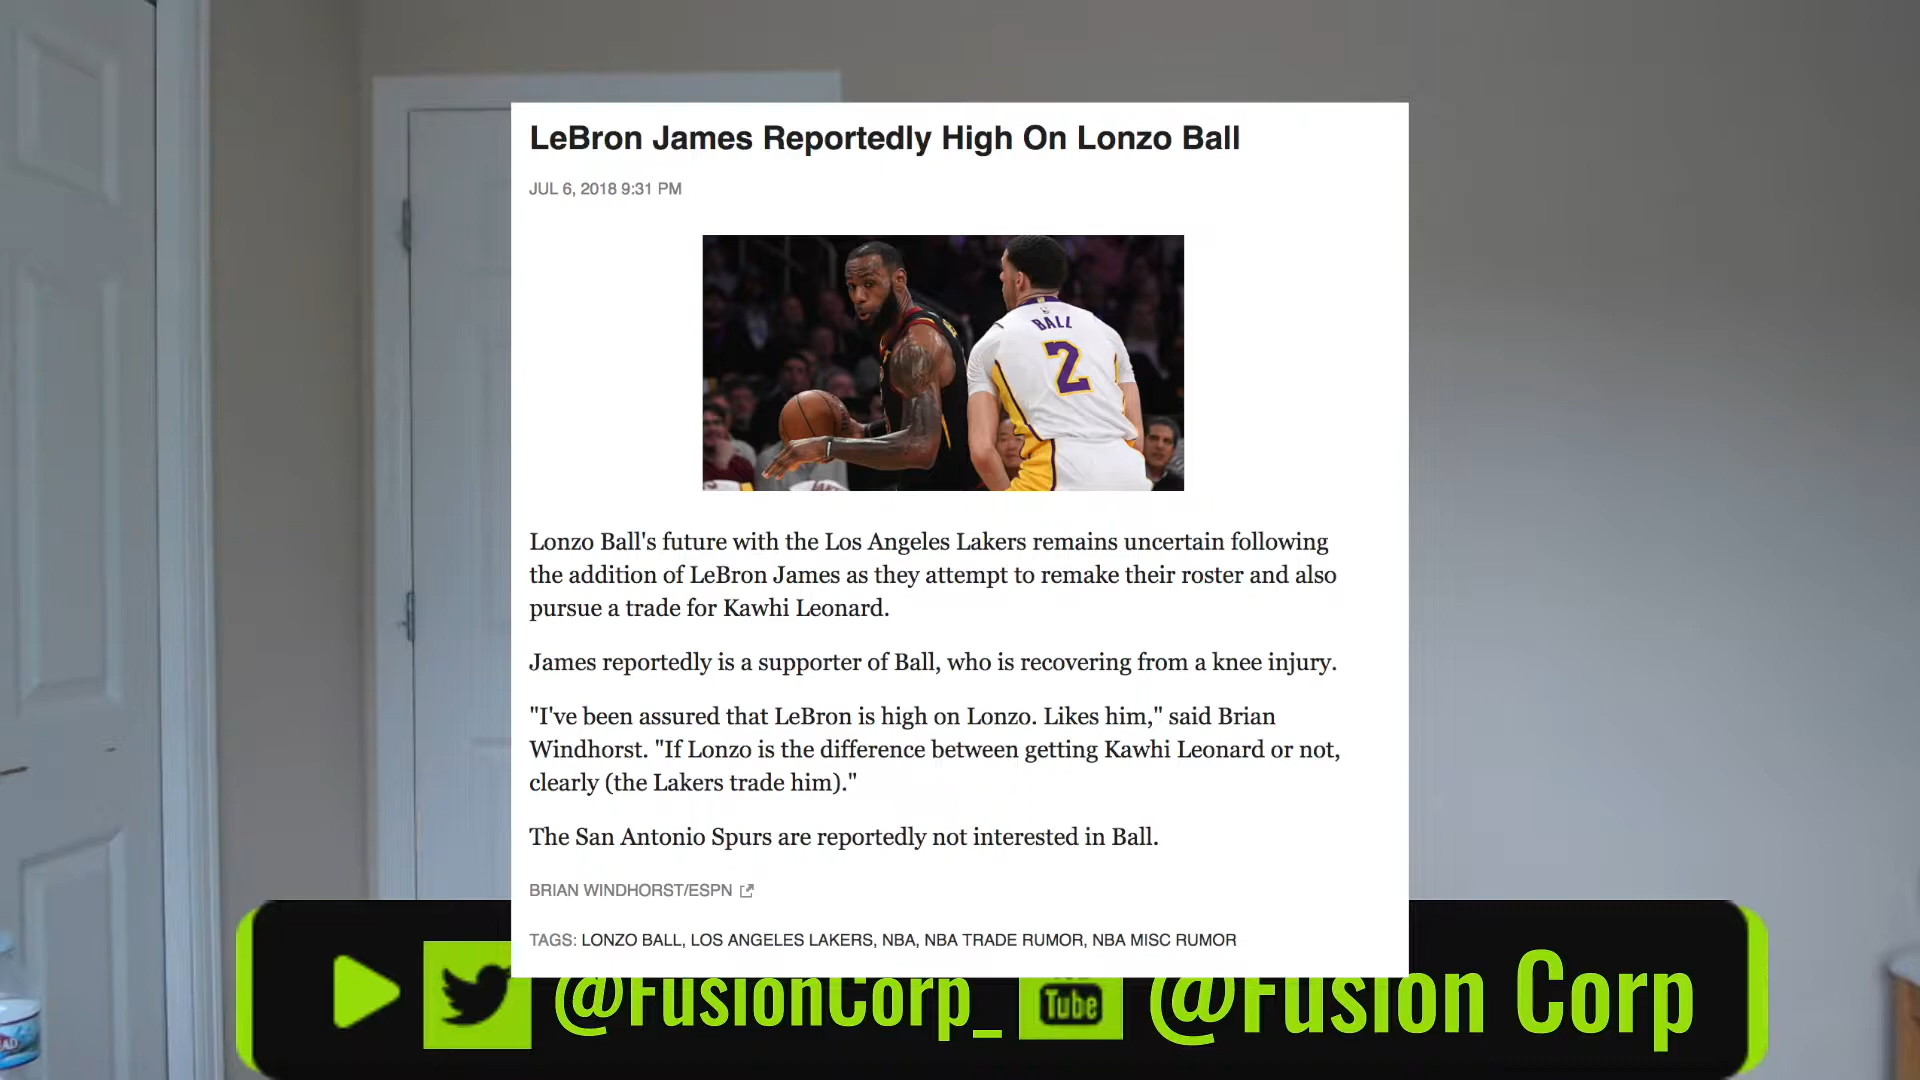 LeBron James Reportedly High On Lonzo Ball
JUL 6, 2018 9:31 PM
BALL
2
Lonzo Ball's future with the Los Angeles Lakers remains uncertain following
the addition of LeBron James as they attempt to remake their roster and also
pursue a trade for Kawhi Leonard.
James reportedly is a supporter of Ball, who is recovering from a knee injury.
"I've been assured that LeBron is high on Lonzo. Likes him," said Brian
Windhorst. "If Lonzo is the difference between getting Kawhi Leonard or not,
clearly (the Lakers trade him)."
The San Antonio Spurs are reportedly not interested in Ball.
BRIAN WINDHORST/ESPN
TAGS: LONZO BALL, LOS ANGELES LAKERS, NBA, NBA TRADE RUMOR, NBA MISC RUMOR
@FusionCorp_ Tube @Fusion Corp